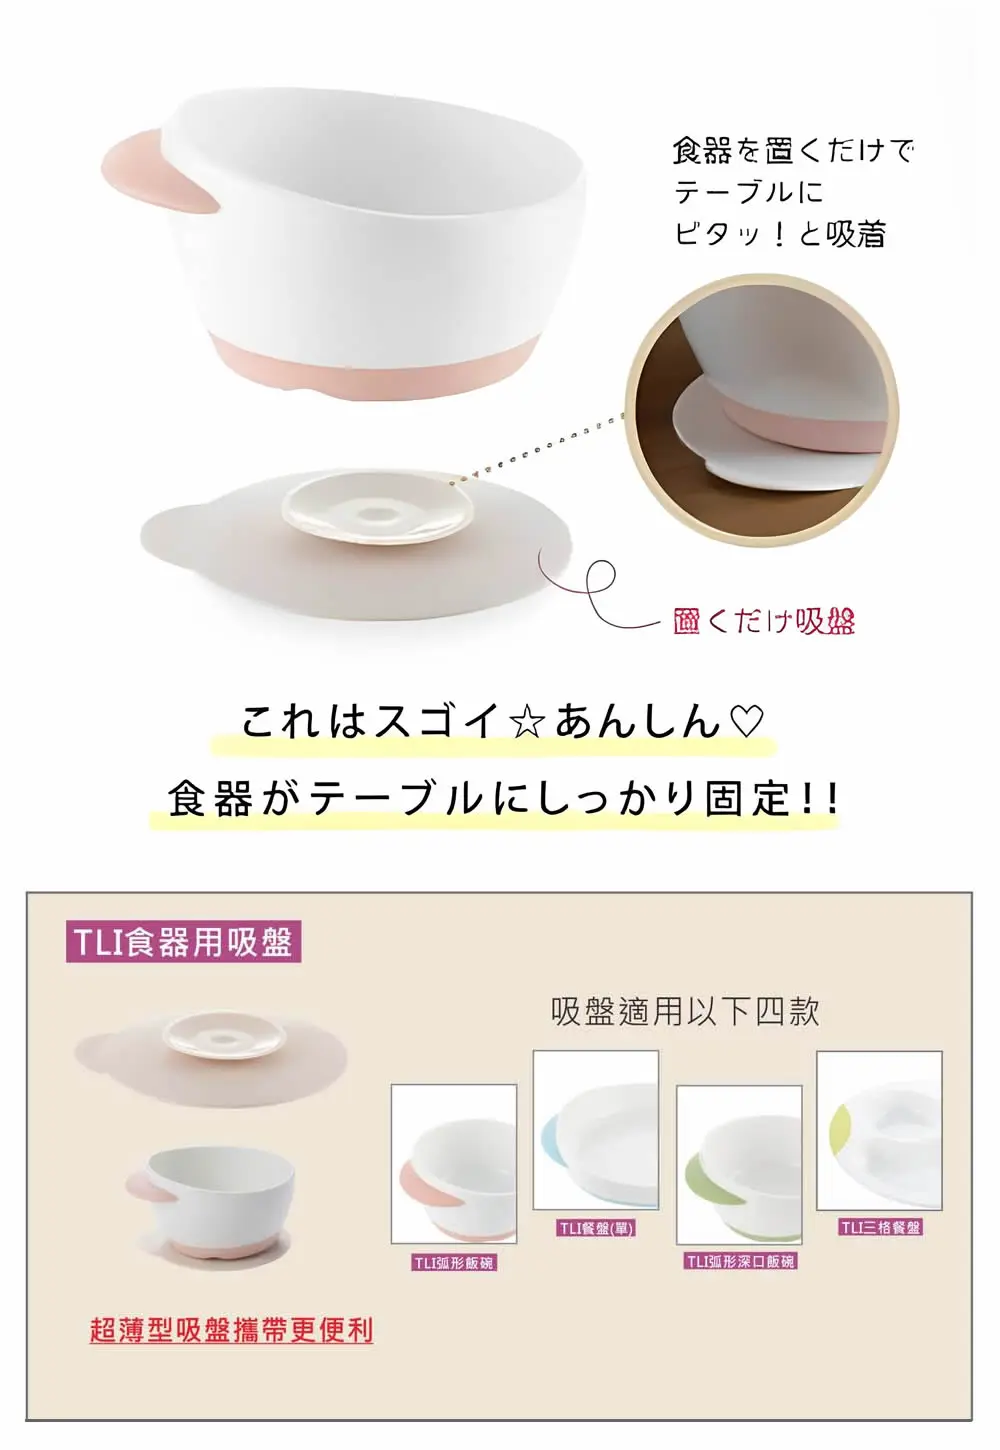 食器を置くだけで
テーブルに
ピタッ！と吸着
置くだけ吸盤
これはスゴイ☆あんしん♡
食器がテーブルにしっかり固定!!
TLI食器用吸盤
吸盤適用以下四款
TLI弧形飯碗
TLI餐盤(單)
TLI弧形深口飯碗
TLI三格餐盤
超薄型吸盤攜帶更便利